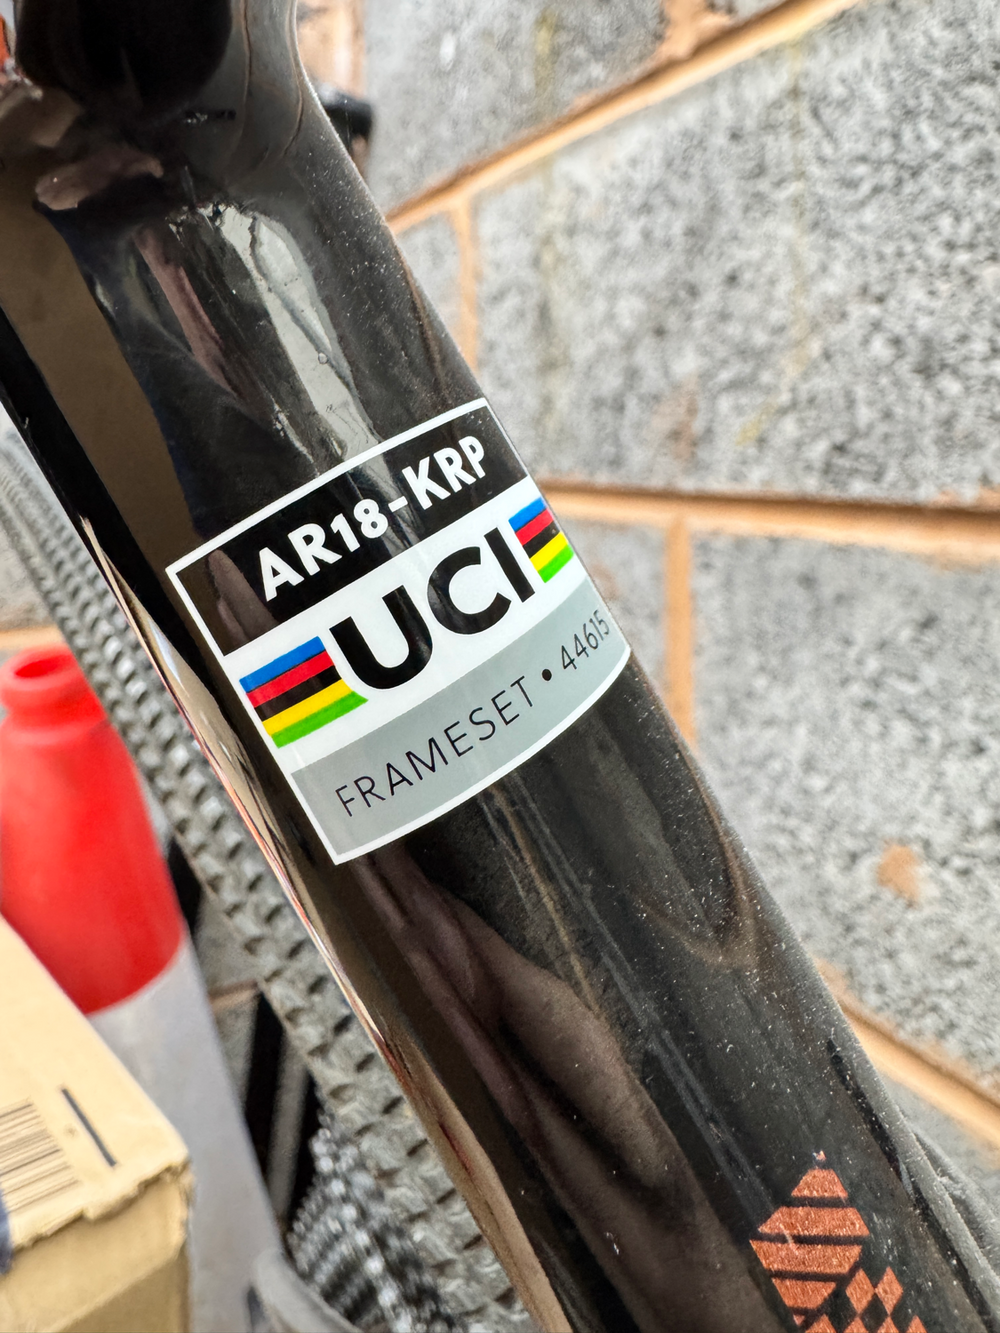 AR18-KRP
UCI
FRAMESET • 44615